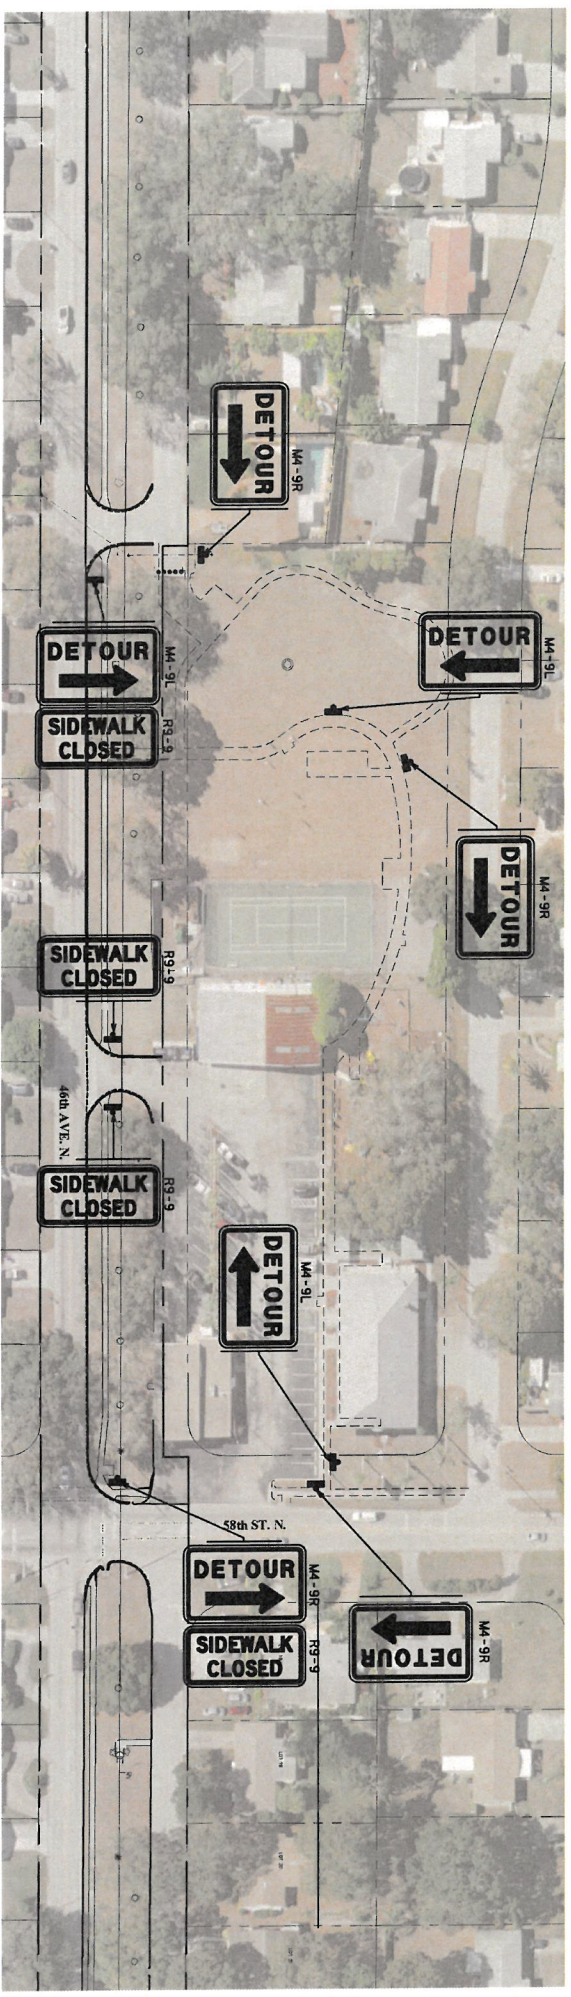 DETOUR
M4-9R
DETOUR
M4-9L
SIDEWALK
CLOSED
R9-9
DETOUR
M4-9L
DETOUR
M4-9R
SIDEWALK
CLOSED
R9-9
46th AVE. N.
SIDEWALK
CLOSED
R9-9
DETOUR
M4-9L
58th ST. N.
DETOUR
M4-9R
SIDEWALK
CLOSED
R9-9
DETOUR
M4-9R